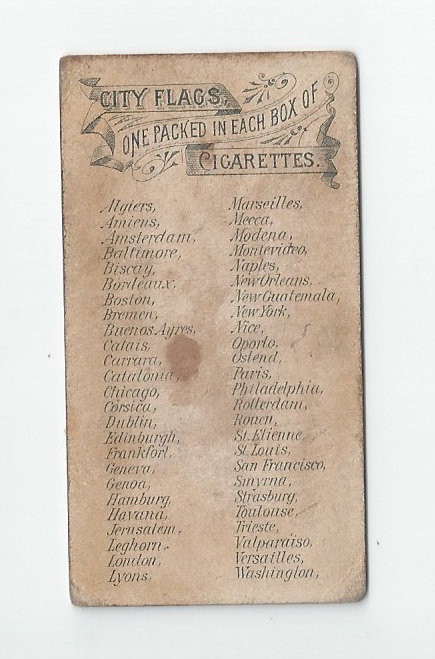 CITY FLAGS,
ONE PACKED IN EACH BOX OF
CIGARETTES.
Algiers,
Amiens,
Amsterdam,
Baltimore,
Biscay,
Bordeaux,
Boston,
Bremen,
Buenos Ayres,
Calais,
Carrara,
Catalonia,
Chicago,
Corsica,
Dublin,
Edinburgh,
Frankfort,
Geneva,
Genoa,
Hamburg,
Havana,
Jerusalem,
Leghorn,
London,
Lyons,
Marseilles,
Mecca,
Modena,
Montevideo,
Naples,
New Orleans,
New Guatemala,
New York,
Nice,
Oporto,
Ostend,
Paris,
Philadelphia,
Rotterdam,
Rouen,
St. Etienne,
St. Louis,
San Francisco,
Smyrna,
Strasburg,
Toulouse,
Trieste,
Valparaiso,
Versailles,
Washington,